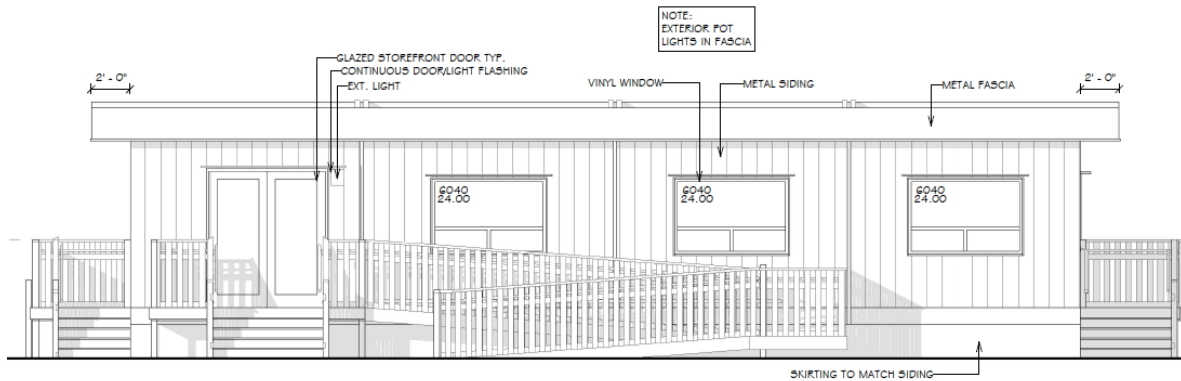 NOTE:
EXTERIOR POT
LIGHTS IN FASCIA
GLAZED STOREFRONT DOOR TYP.
CONTINUOUS DOOR/LIGHT FLASHING
EXT. LIGHT
2' - 0"
VINYL WINDOW
METAL SIDING
METAL FASCIA
2' - 0"
6040
24.00
6040
24.00
6040
24.00
SKIRTING TO MATCH SIDING